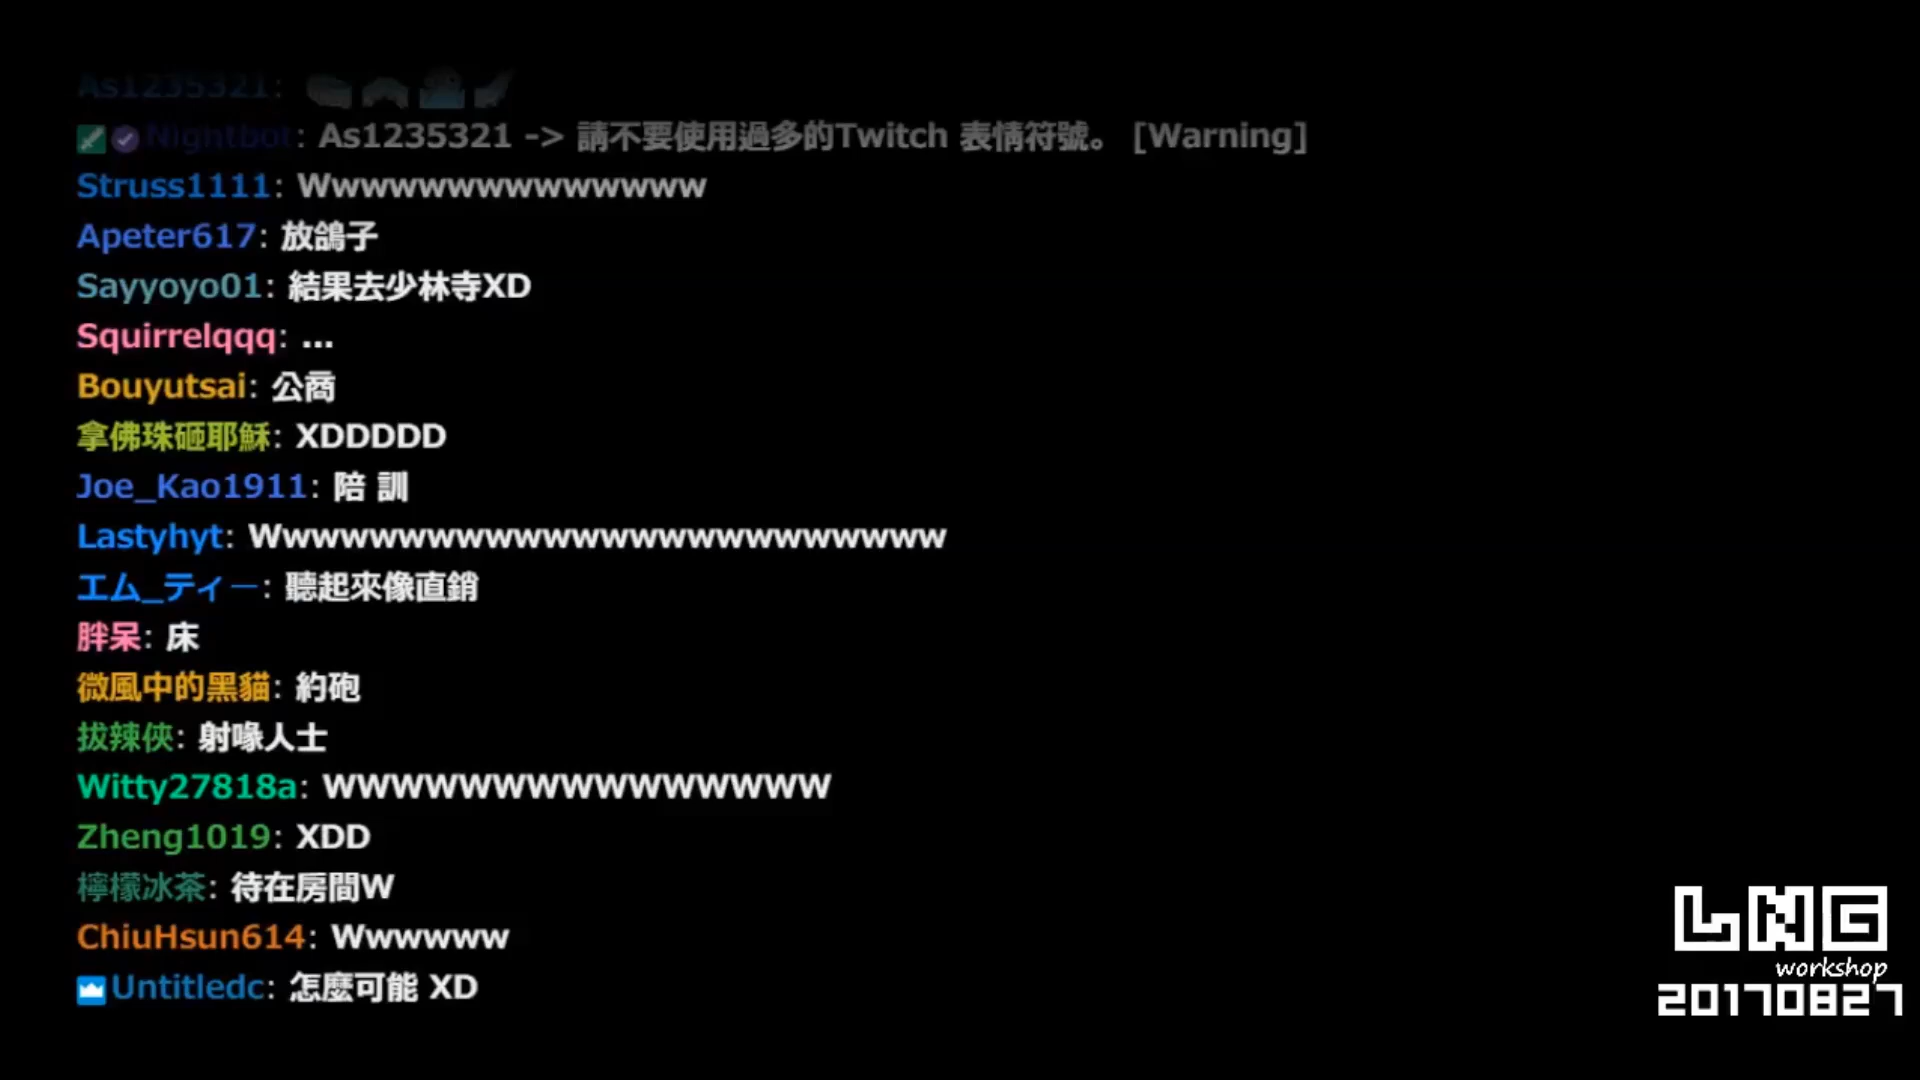 As1235321:
Nightbot: As1235321 -> 請不要使用過多的Twitch 表情符號。 [Warning]
Struss1111: Wwwwwwwwwwwwww
Apeter617: 放鴿子
Sayyoyo01: 結果去少林寺XD
Squirrelqqq: ...
Bouyutsai: 公商
拿佛珠砸耶穌: XDDDDD
Joe_Kao1911: 陪 訓
Lastyhyt: Wwwwwwwwwwwwwwwwwwwwwwww
エム_ティー: 聽起來像直銷
胖呆: 床
微風中的黑貓: 約砲
拔辣俠: 射喙人士
Witty27818a: WWWWWWWWWWWWWWW
Zheng1019: XDD
檸檬冰茶: 待在房間W
ChiuHsun614: Wwwwww
Untitledc: 怎麼可能 XD
LNG
workshop
20170827